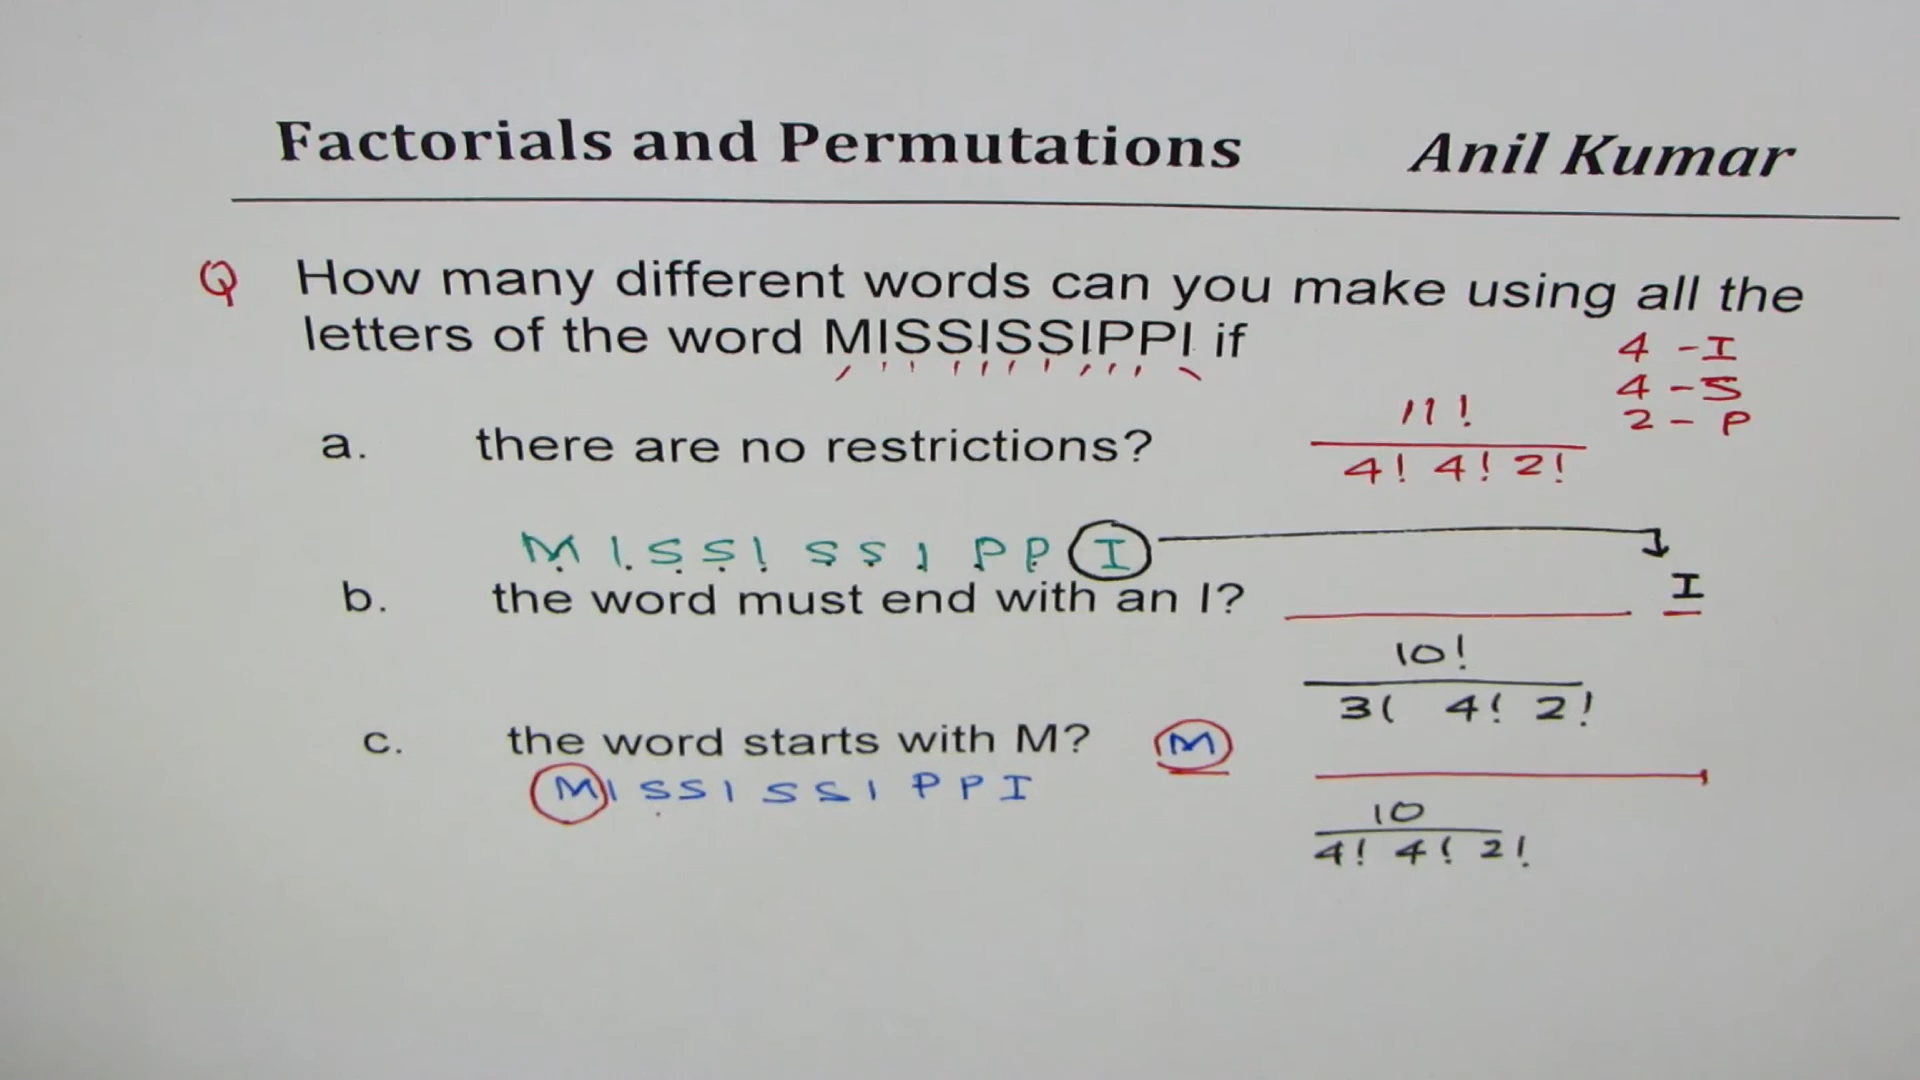 Factorials and Permutations Anil Kumar
Q How many different words can you make using all the
letters of the word MISSISSIPPI if
4 - I
4 - S
2 - P
a. there are no restrictions?
11!
4! 4! 2!
M I S S I S S I P P I
b. the word must end with an I? I
10!
3! 4! 2!
c. the word starts with M? M
M I S S I S S I P P I
10
4! 4! 2!